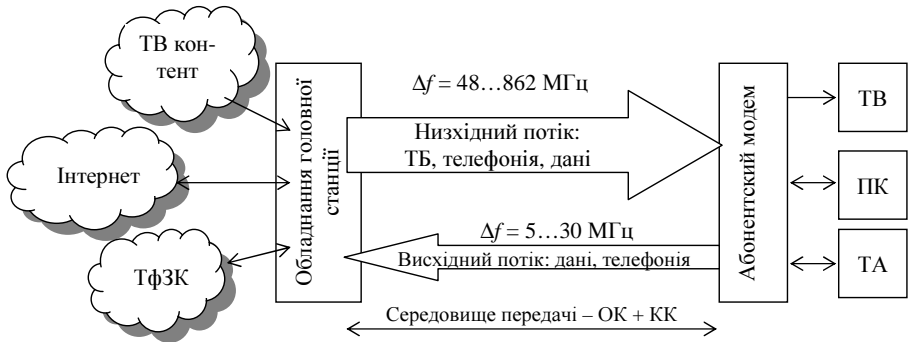 ТВ кон-
тент
Інтернет
ТфЗК
Обладнання головної
станції
Δf = 48…862 МГц
Низхідний потік:
ТБ, телефонія, дані
Δf = 5…30 МГц
Висхідний потік: дані, телефонія
Середовище передачі – ОК + КК
Абонентский модем
ТВ
ПК
ТА